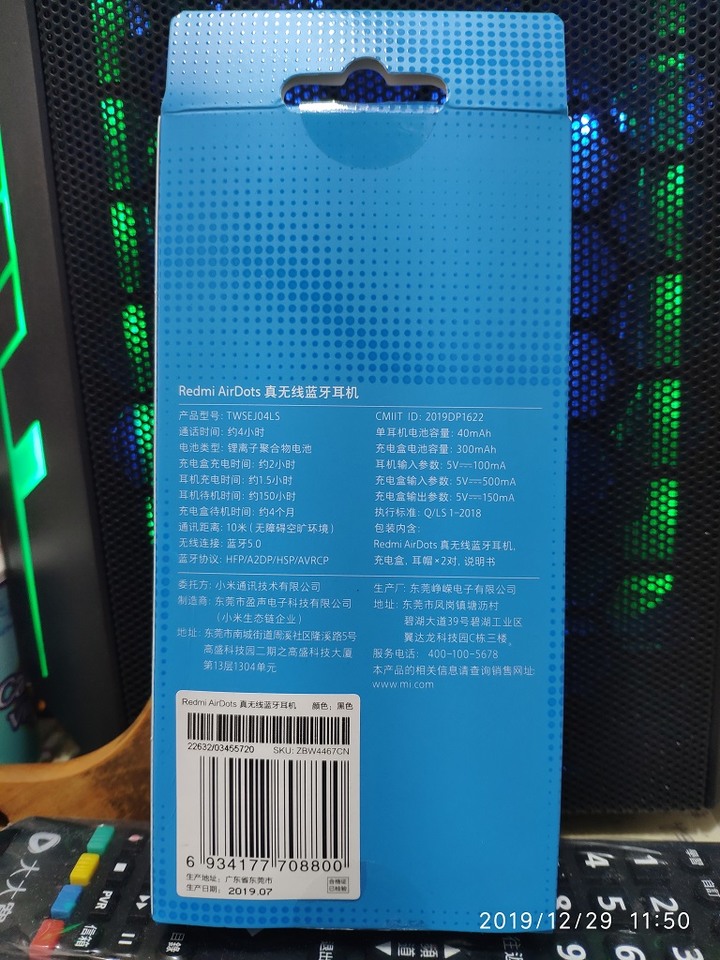 Redmi AirDots 真无线蓝牙耳机
产品型号: TWSEJ04LS
通话时间: 约4小时
电池类型: 锂离子聚合物电池
充电盒充电时间: 约2小时
耳机充电时间: 约1.5小时
耳机待机时间: 约150小时
充电盒待机时间: 约4个月
通讯距离: 10米 (无障碍空旷环境)
无线连接: 蓝牙5.0
蓝牙协议: HFP/A2DP/HSP/AVRCP
CMIIT ID: 2019DP1622
单耳机电池容量: 40mAh
充电盒电池容量: 300mAh
耳机输入参数: 5V⎓100mA
充电盒输入参数: 5V⎓500mA
充电盒输出参数: 5V⎓150mA
执行标准: Q/LS 1-2018
包装内含:
Redmi AirDots 真无线蓝牙耳机,
充电盒, 耳帽×2对, 说明书
委托方: 小米通讯技术有限公司
制造商: 东莞市盈声电子科技有限公司
(小米生态链企业)
地址: 东莞市南城街道周溪社区隆溪路5号
高盛科技园二期之高盛科技大厦
第13层1304单元
生产厂: 东莞峥嵘电子有限公司
地址: 东莞市凤岗镇塘沥村
碧湖大道39号碧湖工业区
翼达龙科技园C栋三楼。
服务电话: 400-100-5678
本产品的相关信息请查询销售网址:
www.mi.com
Redmi AirDots 真无线蓝牙耳机 颜色: 黑色
22632/03455720 SKU: ZBW4467CN
6 934177 708800
生产地址: 广东省东莞市
生产日期: 2019.07
合格证
已检验
PVR
信箱
目錄
頻道
1
2
3
4
5
6
8
9
2019/12/29 11:50